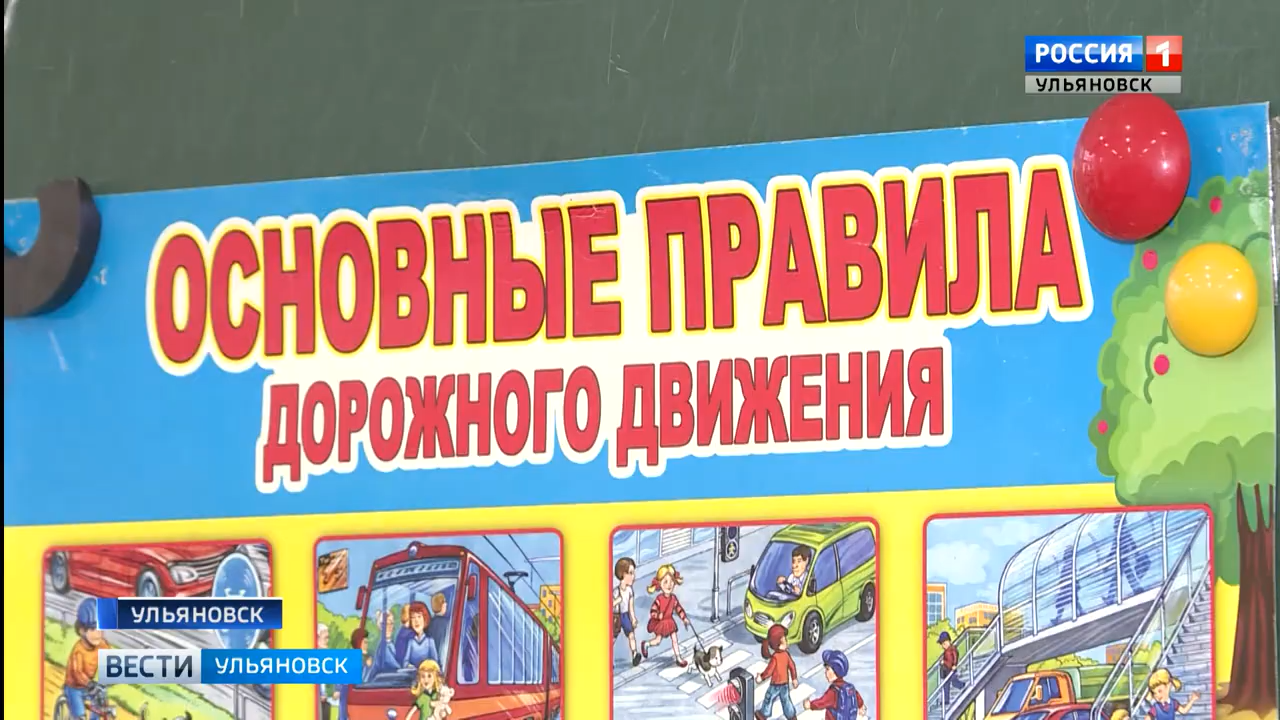 РОССИЯ 1
УЛЬЯНОВСК
ОСНОВНЫЕ ПРАВИЛА
ДОРОЖНОГО ДВИЖЕНИЯ
УЛЬЯНОВСК
ВЕСТИ УЛЬЯНОВСК